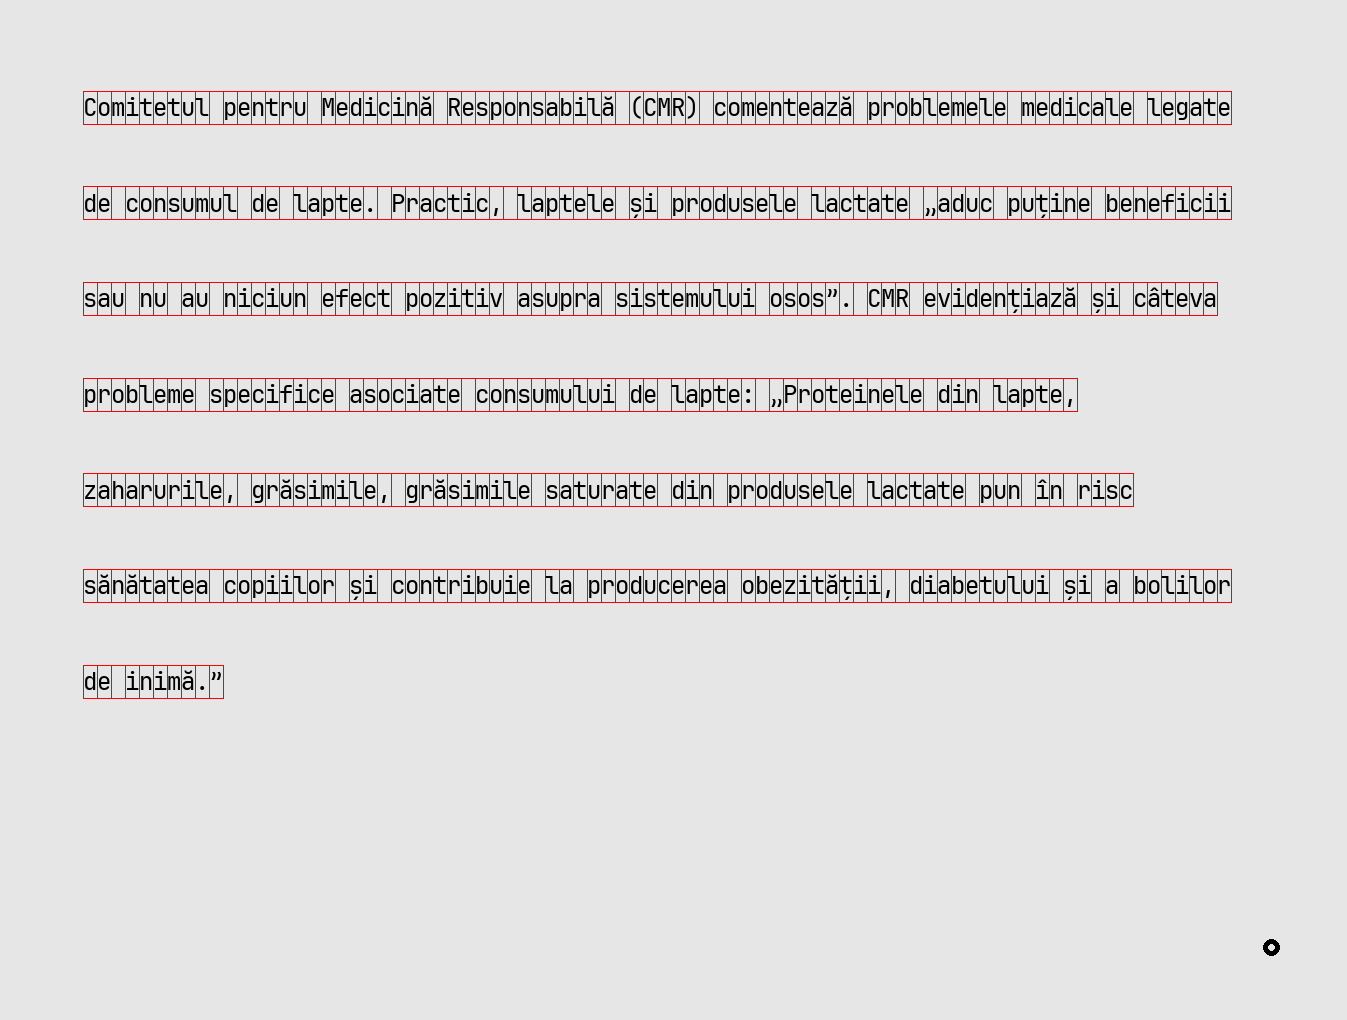 Comitetul pentru Medicină Responsabilă (CMR) comentează problemele medicale legate
de consumul de lapte. Practic, laptele și produsele lactate „aduc puține beneficii
sau nu au niciun efect pozitiv asupra sistemului osos”. CMR evidențiază și câteva
probleme specifice asociate consumului de lapte: „Proteinele din lapte,
zaharurile, grăsimile, grăsimile saturate din produsele lactate pun în risc
sănătatea copiilor și contribuie la producerea obezității, diabetului și a bolilor
de inimă.”